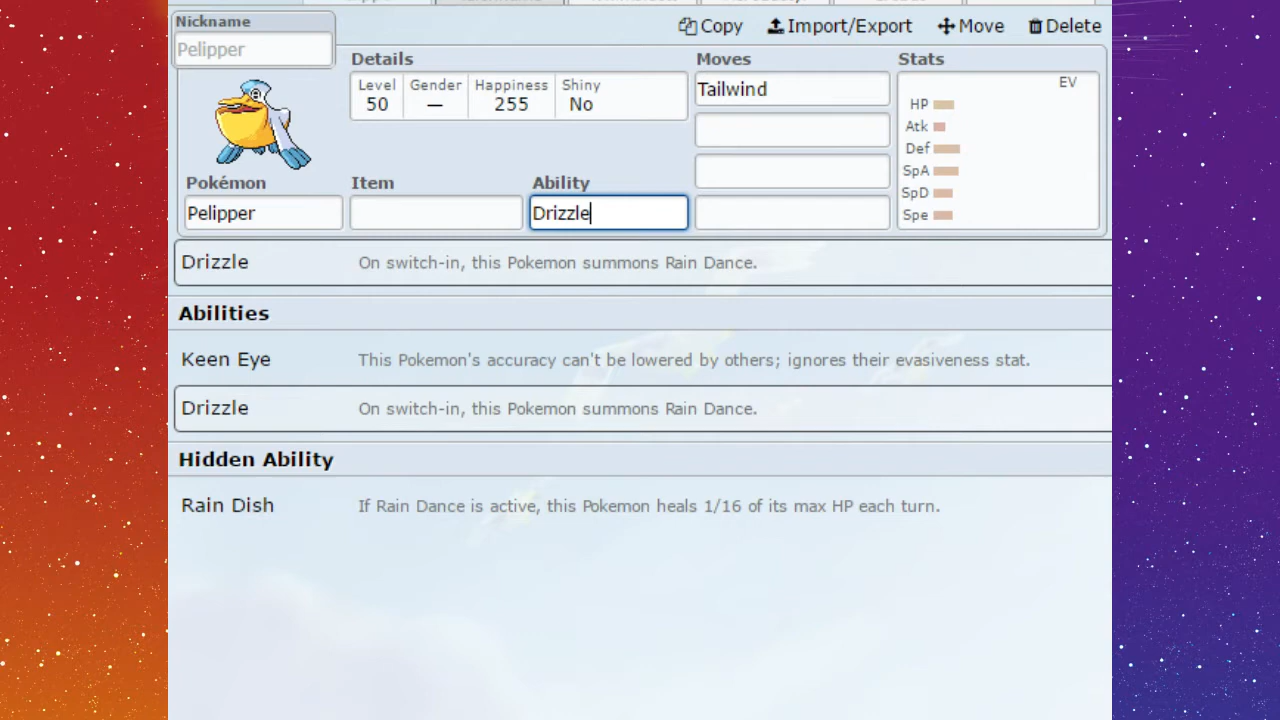 Nickname
Copy Import/Export Move Delete
Pelipper
Details Moves Stats
Level Gender Happiness Shiny
50 — 255 No
Tailwind
EV
HP
Atk
Def
SpA
SpD
Spe
Pokémon Item Ability
Pelipper Drizzle
Drizzle On switch-in, this Pokemon summons Rain Dance.
Abilities
Keen Eye This Pokemon's accuracy can't be lowered by others; ignores their evasiveness stat.
Drizzle On switch-in, this Pokemon summons Rain Dance.
Hidden Ability
Rain Dish If Rain Dance is active, this Pokemon heals 1/16 of its max HP each turn.